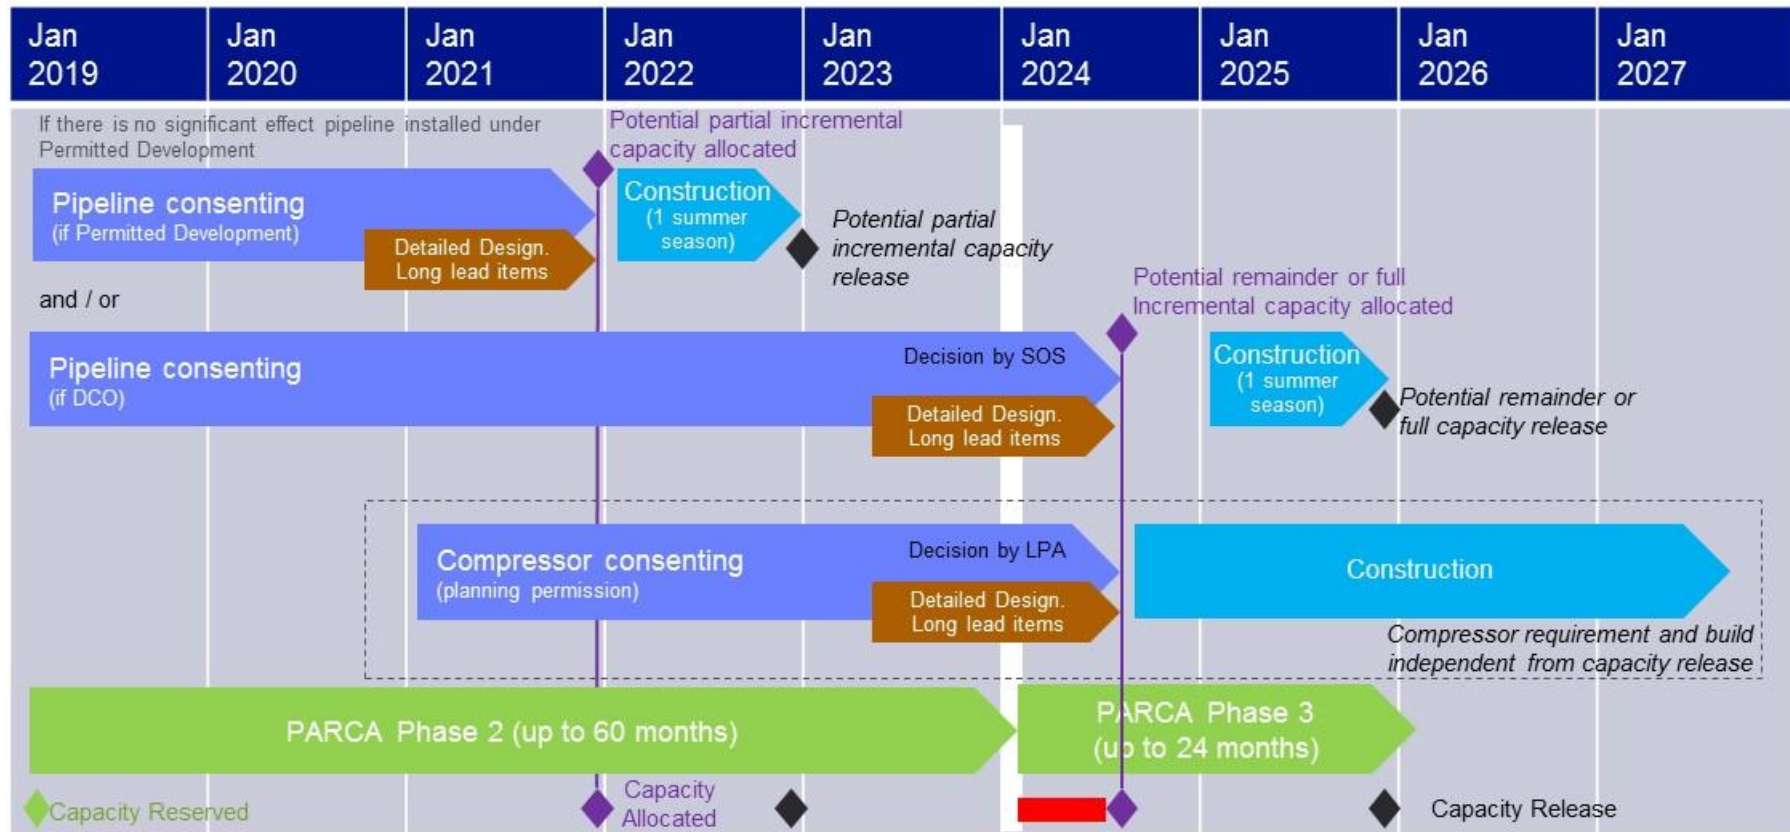 Jan
2019
Jan
2020
Jan
2021
Jan
2022
Jan
2023
Jan
2024
Jan
2025
Jan
2026
Jan
2027
If there is no significant effect pipeline installed under
Permitted Development
Potential partial incremental
capacity allocated
Pipeline consenting
(if Permitted Development)
Detailed Design.
Long lead items
Construction
(1 summer
season)
Potential partial
incremental capacity
release
and / or
Potential remainder or full
Incremental capacity allocated
Pipeline consenting
(if DCO)
Decision by SOS
Detailed Design.
Long lead items
Construction
(1 summer
season)
Potential remainder or
full capacity release
Compressor consenting
(planning permission)
Decision by LPA
Detailed Design.
Long lead items
Construction
Compressor requirement and build
independent from capacity release
PARCA Phase 2 (up to 60 months)
PARCA Phase 3
(up to 24 months)
Capacity Reserved
Capacity
Allocated
Capacity Release